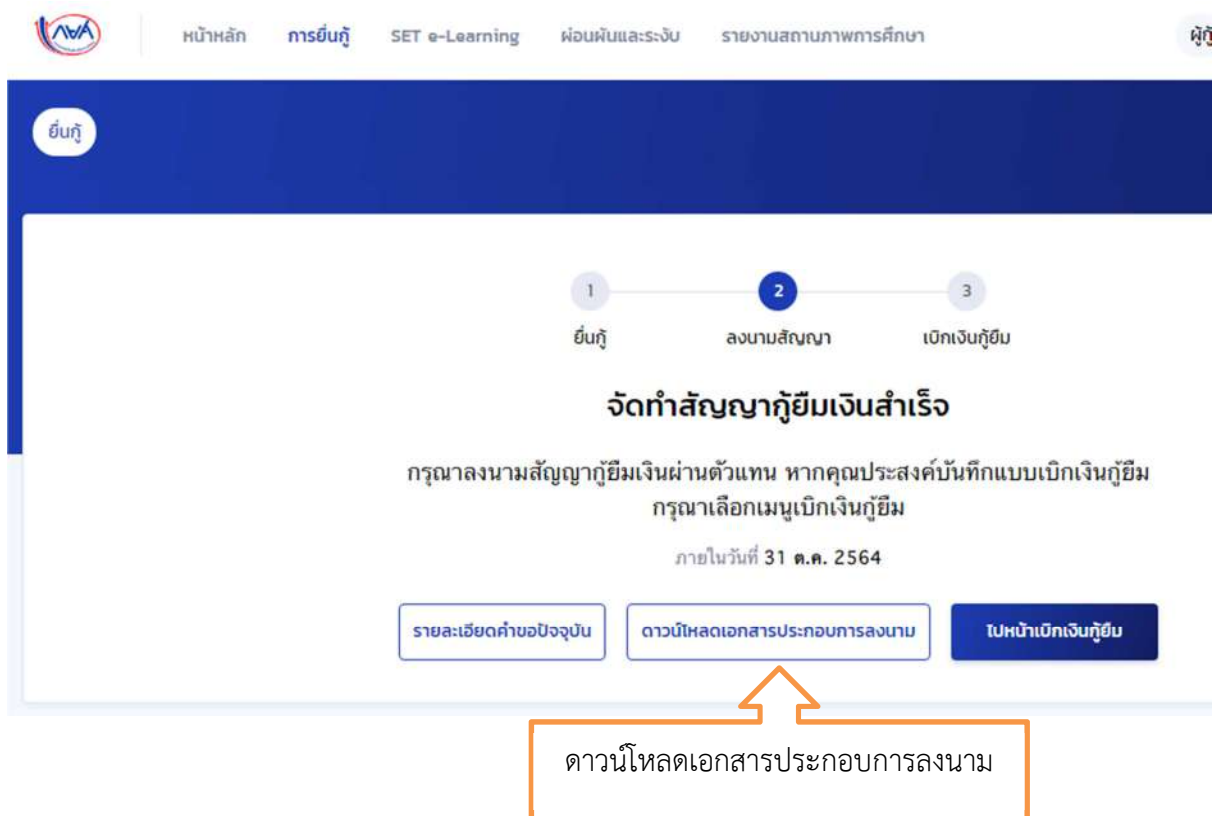 กยศ
หน้าหลัก การยื่นกู้ SET e-Learning ผ่อนผันและระงับ รายงานสถานภาพการศึกษา ผู้กู้
ยื่นกู้
1 2 3
ยื่นกู้ ลงนามสัญญา เบิกเงินกู้ยืม
จัดทำสัญญากู้ยืมเงินสำเร็จ
กรุณาลงนามสัญญากู้ยืมเงินผ่านตัวแทน หากคุณประสงค์บันทึกแบบเบิกเงินกู้ยืม
กรุณาเลือกเมนูเบิกเงินกู้ยืม
ภายในวันที่ 31 ต.ค. 2564
รายละเอียดคำขอปัจจุบัน ดาวน์โหลดเอกสารประกอบการลงนาม ไปหน้าเบิกเงินกู้ยืม
ดาวน์โหลดเอกสารประกอบการลงนาม